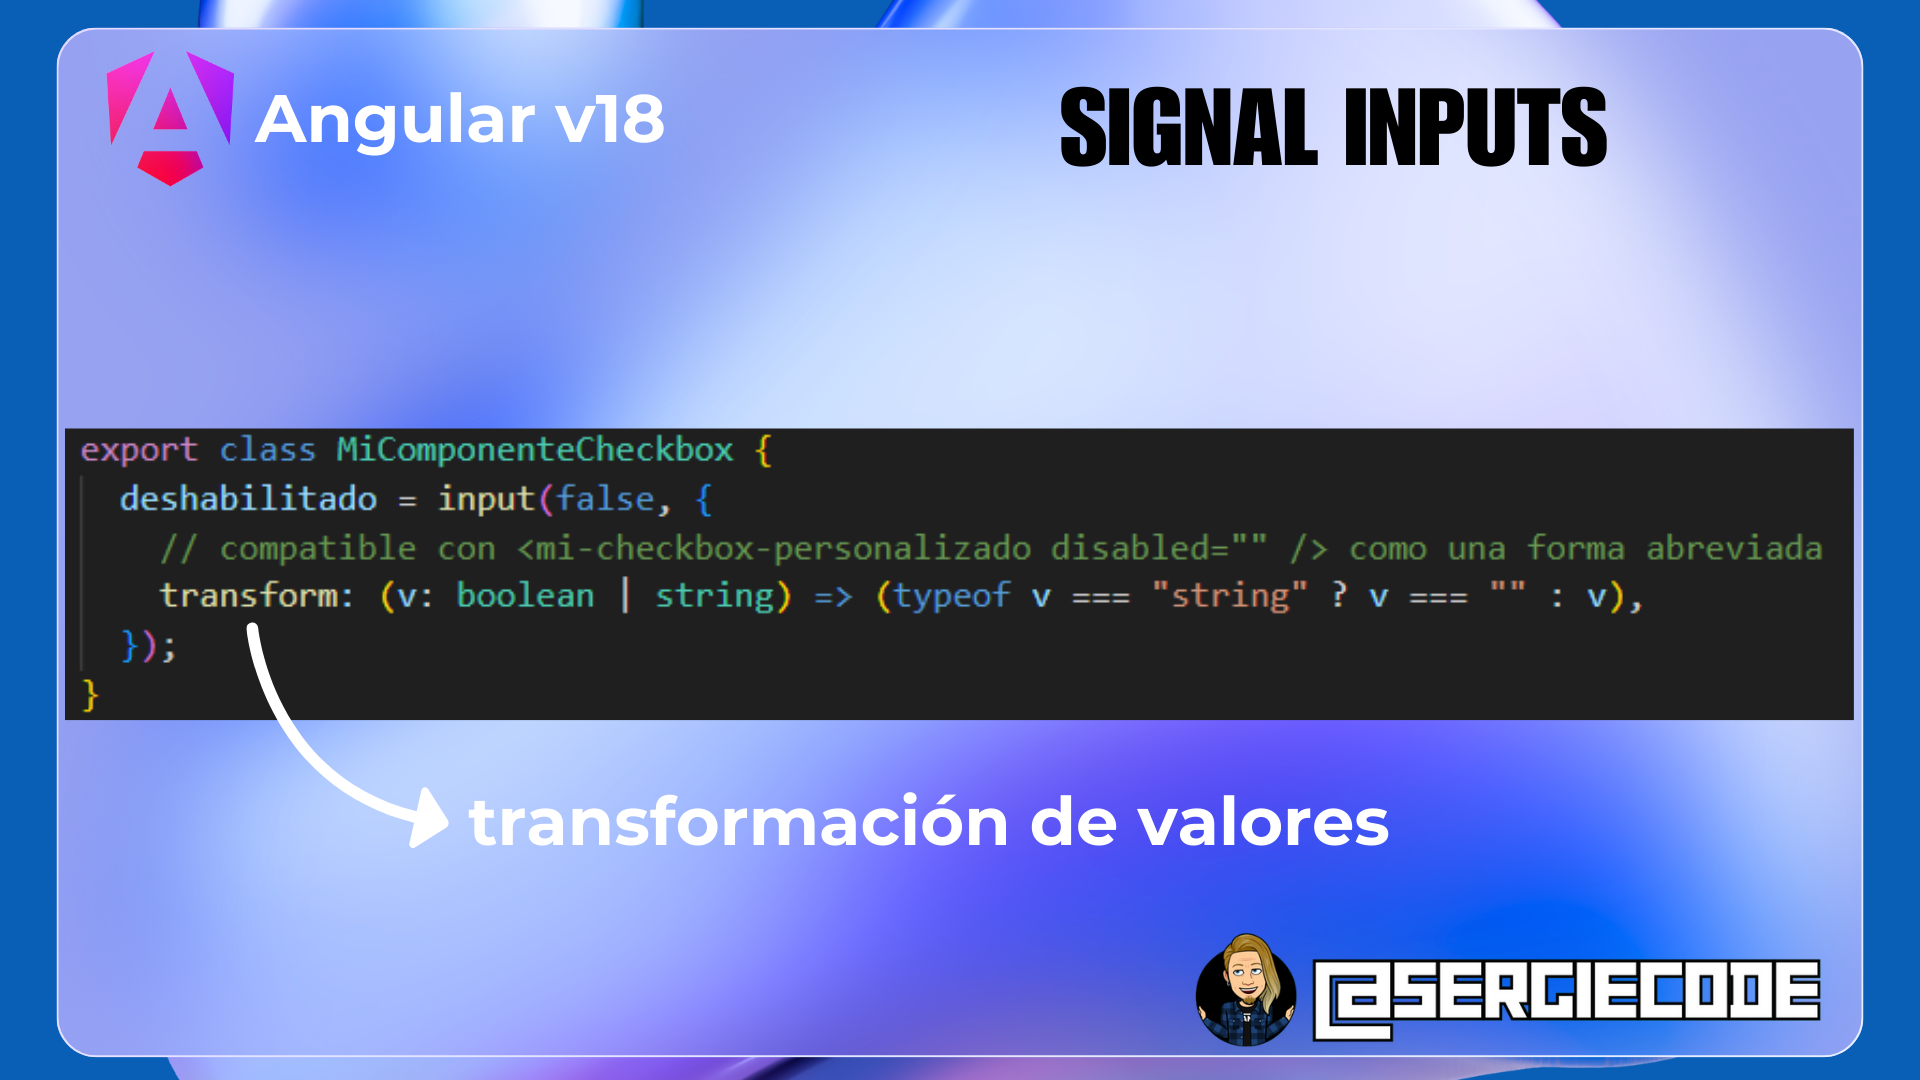 Angular v18
SIGNAL INPUTS
export class MiComponenteCheckbox {
  deshabilitado = input(false, {
    // compatible con <mi-checkbox-personalizado disabled="" /> como una forma abreviada
    transform: (v: boolean | string) => (typeof v === "string" ? v === "" : v),
  });
}
transformación de valores
@SERGIECODE